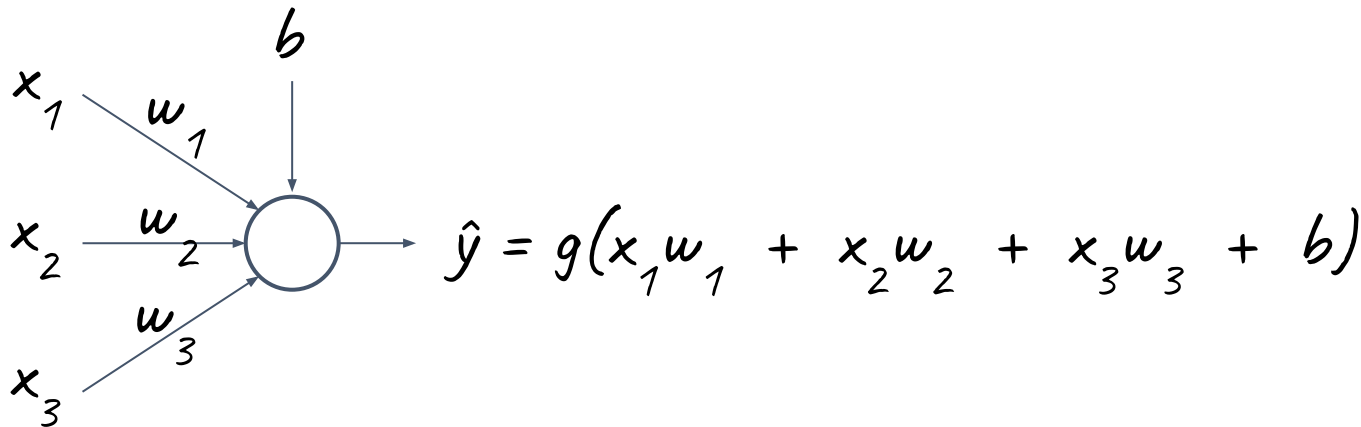 b
x₁
w₁
x₂
w₂
ŷ = g(x₁w₁ + x₂w₂ + x₃w₃ + b)
w₃
x₃